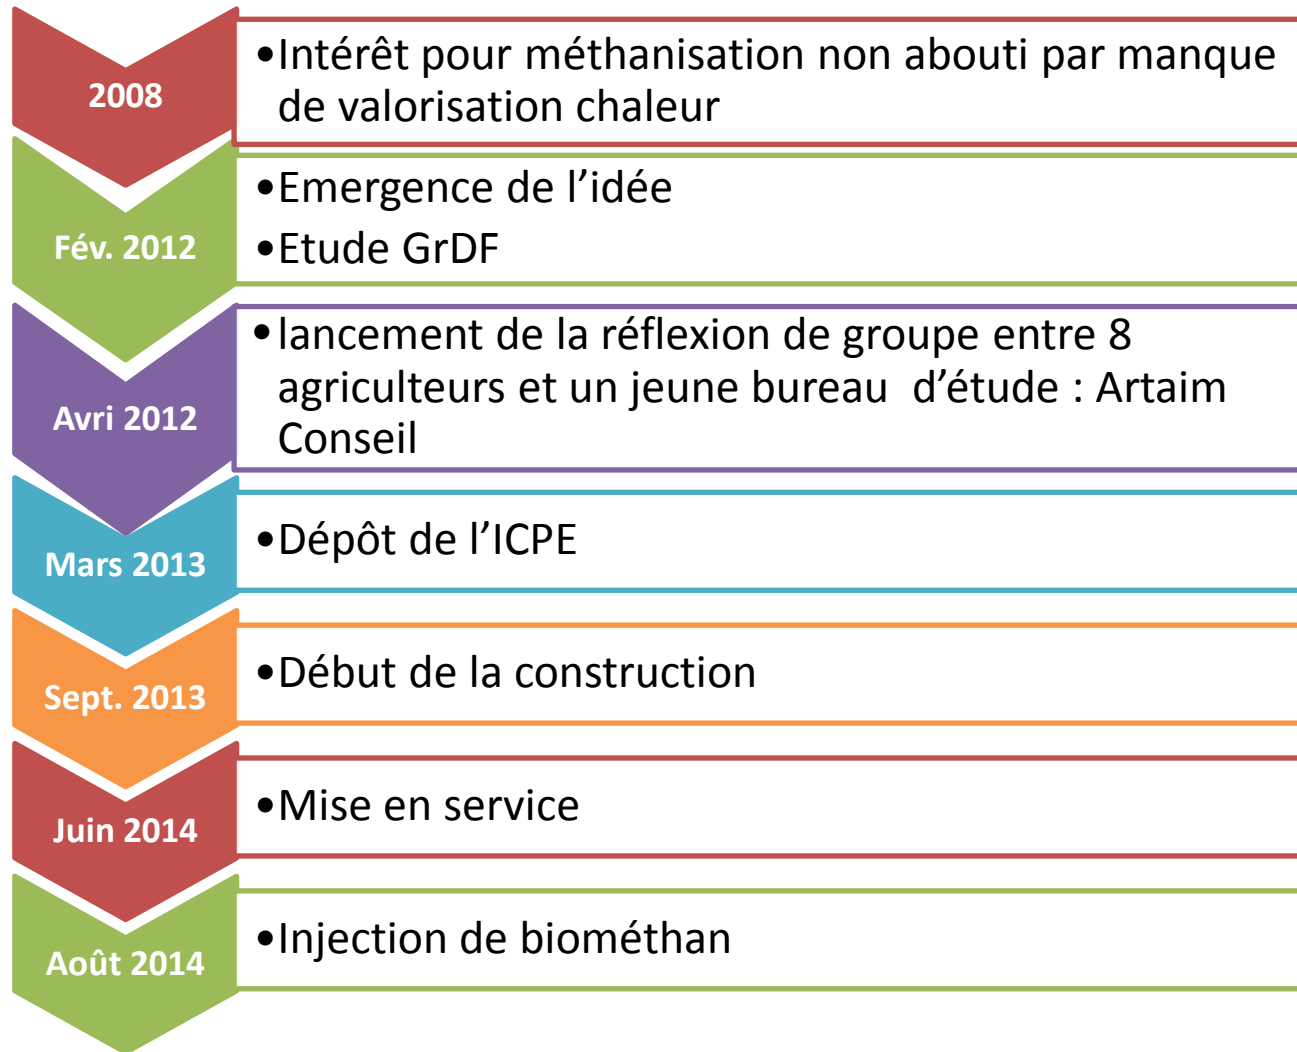 2008
•Intérêt pour méthanisation non abouti par manque
de valorisation chaleur
Fév. 2012
•Emergence de l’idée
•Etude GrDF
Avri 2012
•lancement de la réflexion de groupe entre 8
agriculteurs et un jeune bureau  d’étude : Artaim
Conseil
Mars 2013
•Dépôt de l’ICPE
Sept. 2013
•Début de la construction
Juin 2014
•Mise en service
Août 2014
•Injection de biométhan